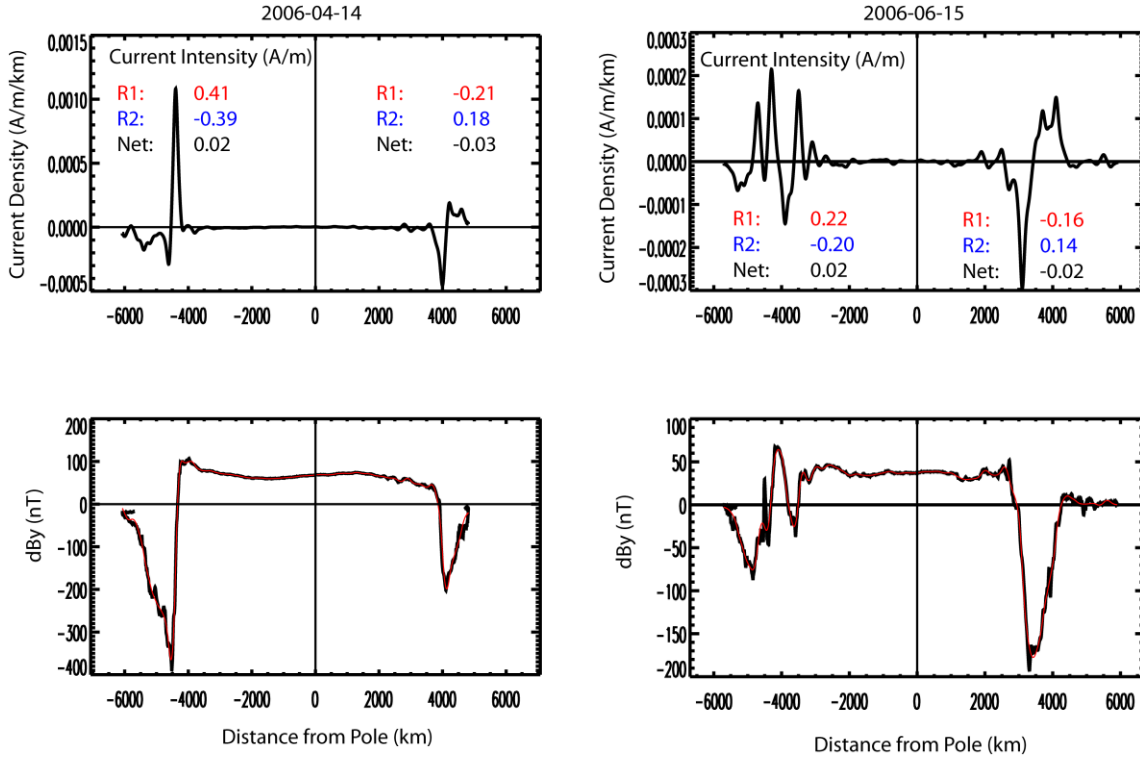 2006-04-14
Current Density (A/m/km)
0.0015
0.0010
0.0005
0.0000
-0.0005
Current Intensity (A/m)
R1: 0.41 -0.21
R2: -0.39 0.18
Net: 0.02 -0.03
R1:
R2:
Net:
-6000 -4000 -2000 0 2000 4000 6000
2006-06-15
Current Density (A/m/km)
0.0003
0.0002
0.0001
0.0000
-0.0001
-0.0002
-0.0003
Current Intensity (A/m)
R1: 0.22 R1: -0.16
R2: -0.20 R2: 0.14
Net: 0.02 Net: -0.02
-6000 -4000 -2000 0 2000 4000 6000
dBy (nT)
200
100
0
-100
-200
-300
-400
-6000 -4000 -2000 0 2000 4000 6000
Distance from Pole (km)
dBy (nT)
100
50
0
-50
-100
-150
-200
-6000 -4000 -2000 0 2000 4000 6000
Distance from Pole (km)